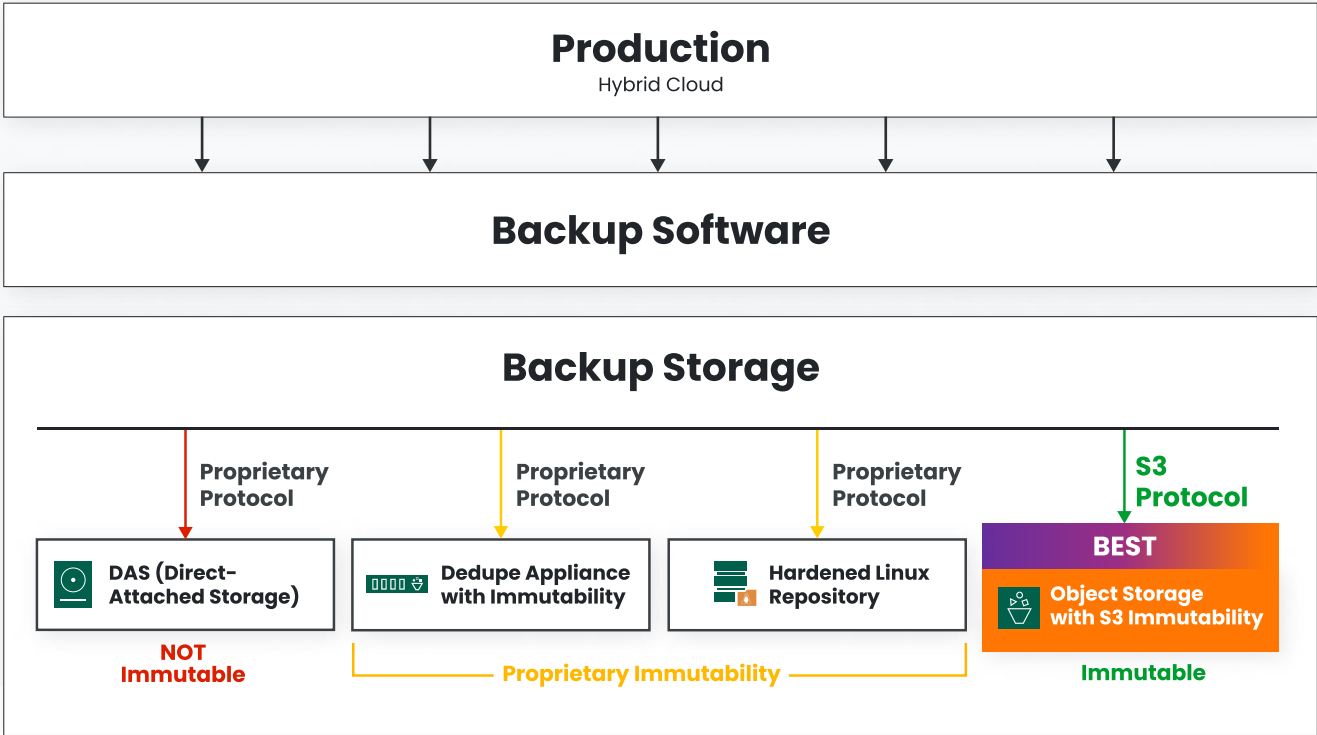 Production
Hybrid Cloud
Backup Software
Backup Storage
Proprietary
Protocol
Proprietary
Protocol
Proprietary
Protocol
S3
Protocol
BEST
DAS (Direct-
Attached Storage)
Dedupe Appliance
with Immutability
Hardened Linux
Repository
Object Storage
with S3 Immutability
NOT
Immutable
Proprietary Immutability
Immutable